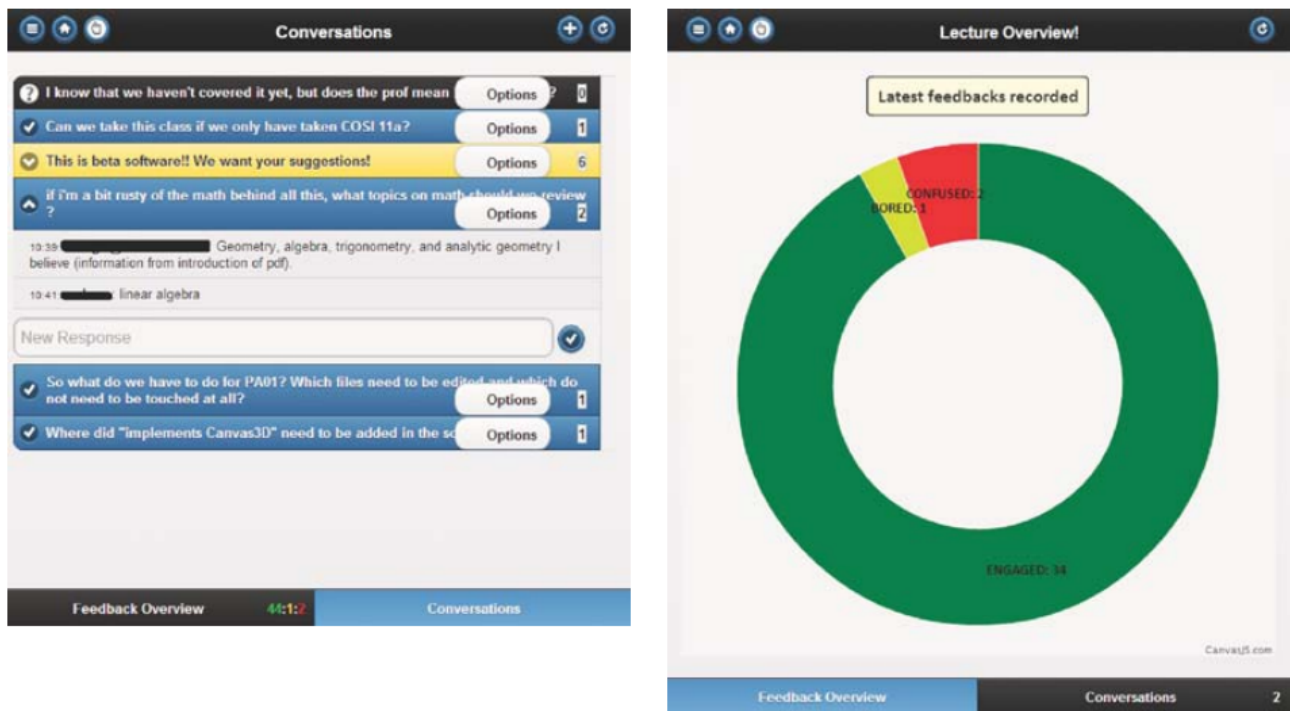 Conversations
I know that we haven't covered it yet, but does the prof mean Options ? 0
Can we take this class if we only have taken COSI 11a? Options 1
This is beta software!! We want your suggestions! Options 6
if i'm a bit rusty of the math behind all this, what topics on math should we review
? Options 2
10:39 Geometry, algebra, trigonometry, and analytic geometry I
believe (information from introduction of pdf).
10:41 : linear algebra
New Response
So what do we have to do for PA01? Which files need to be edited and which do
not need to be touched at all? Options 1
Where did "implements Canvas3D" need to be added in the Options 1
Feedback Overview 44:1:2 Conversations
Lecture Overview!
Latest feedbacks recorded
CONFUSED: 2
BORED: 1
ENGAGED: 34
CanvasJS.com
Feedback Overview Conversations 2